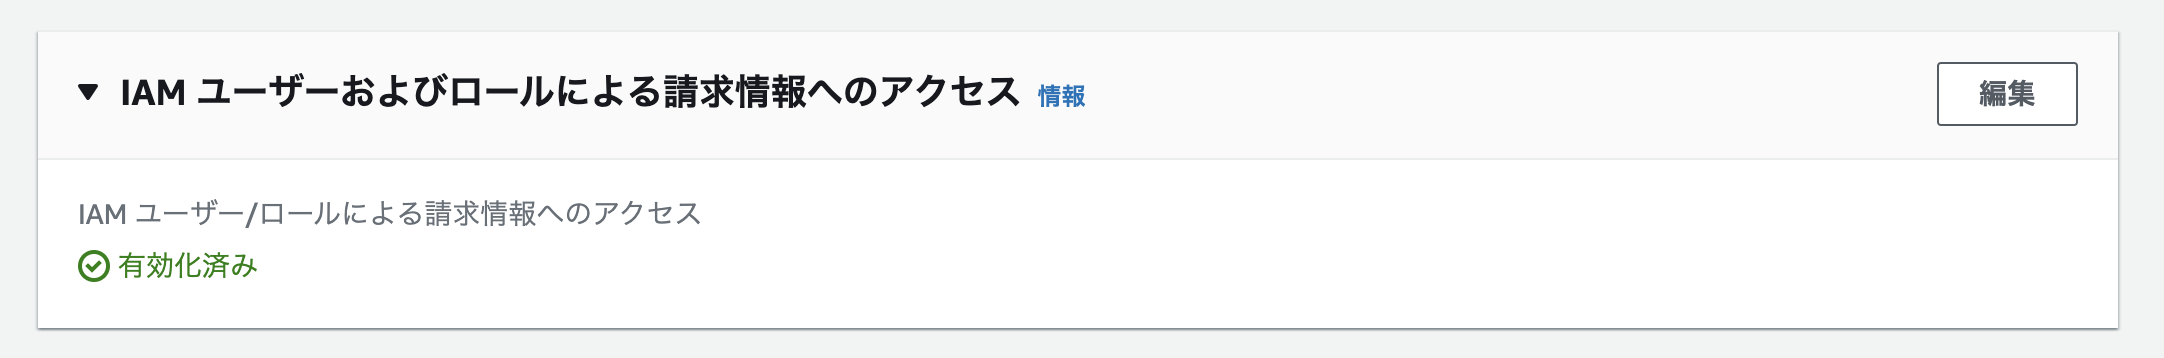 IAM ユーザーおよびロールによる請求情報へのアクセス 情報
編集
IAM ユーザー/ロールによる請求情報へのアクセス
有効化済み